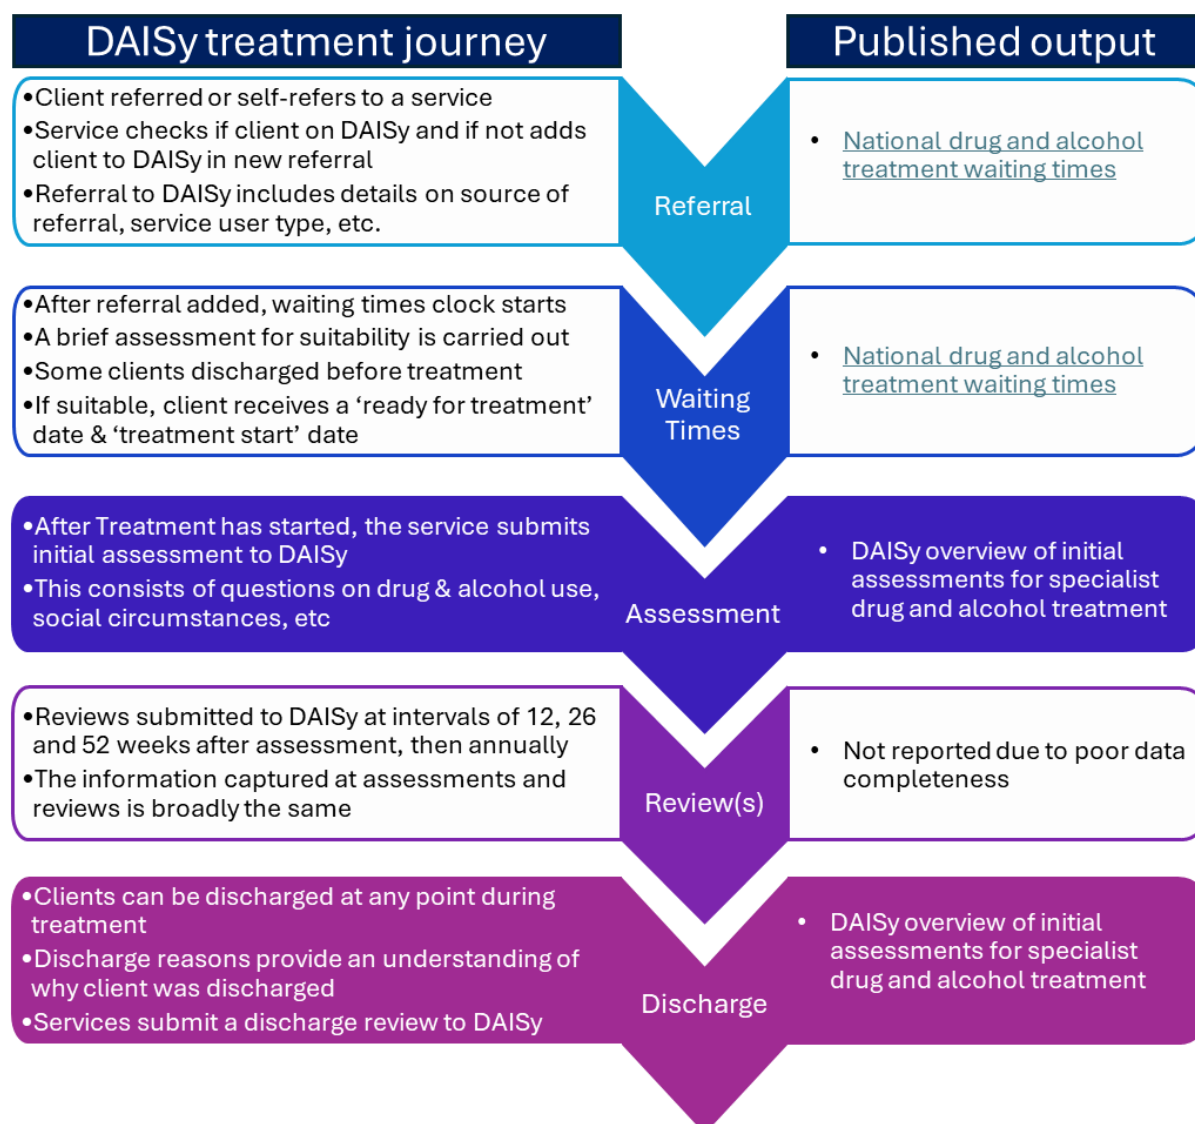 DAISy treatment journey
Published output
•Client referred or self-refers to a service
•Service checks if client on DAISy and if not adds
client to DAISy in new referral
•Referral to DAISy includes details on source of
referral, service user type, etc.
Referral
• National drug and alcohol
treatment waiting times
•After referral added, waiting times clock starts
•A brief assessment for suitability is carried out
•Some clients discharged before treatment
•If suitable, client receives a ‘ready for treatment’
date & ‘treatment start’ date
Waiting
Times
• National drug and alcohol
treatment waiting times
•After Treatment has started, the service submits
initial assessment to DAISy
•This consists of questions on drug & alcohol use,
social circumstances, etc
Assessment
• DAISy overview of initial
assessments for specialist
drug and alcohol treatment
•Reviews submitted to DAISy at intervals of 12, 26
and 52 weeks after assessment, then annually
•The information captured at assessments and
reviews is broadly the same
Review(s)
• Not reported due to poor data
completeness
•Clients can be discharged at any point during
treatment
•Discharge reasons provide an understanding of
why client was discharged
•Services submit a discharge review to DAISy
Discharge
• DAISy overview of initial
assessments for specialist
drug and alcohol treatment